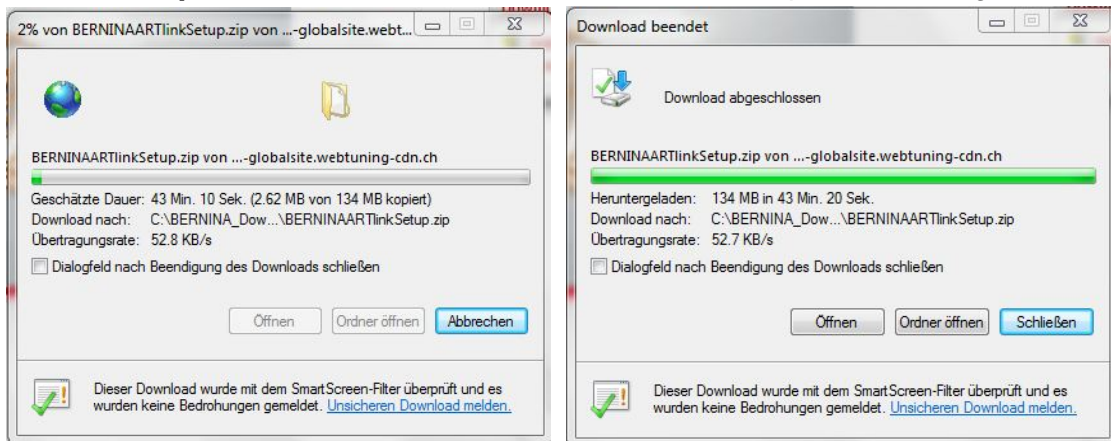 2% von BERNINAARTlinkSetup.zip von ...-globalsite.webt...
BERNINAARTlinkSetup.zip von ...-globalsite.webtuning-cdn.ch
Geschätzte Dauer: 43 Min. 10 Sek. (2.62 MB von 134 MB kopiert)
Download nach: C:\BERNINA_Dow...\BERNINAARTlinkSetup.zip
Übertragungsrate: 52.8 KB/s
Dialogfeld nach Beendigung des Downloads schließen
Öffnen Ordner öffnen Abbrechen
Dieser Download wurde mit dem SmartScreen-Filter überprüft und es
wurden keine Bedrohungen gemeldet. Unsicheren Download melden.
Download beendet
Download abgeschlossen
BERNINAARTlinkSetup.zip von ...-globalsite.webtuning-cdn.ch
Heruntergeladen: 134 MB in 43 Min. 20 Sek.
Download nach: C:\BERNINA_Dow...\BERNINAARTlinkSetup.zip
Übertragungsrate: 52.7 KB/s
Dialogfeld nach Beendigung des Downloads schließen
Öffnen Ordner öffnen Schließen
Dieser Download wurde mit dem SmartScreen-Filter überprüft und es
wurden keine Bedrohungen gemeldet. Unsicheren Download melden.